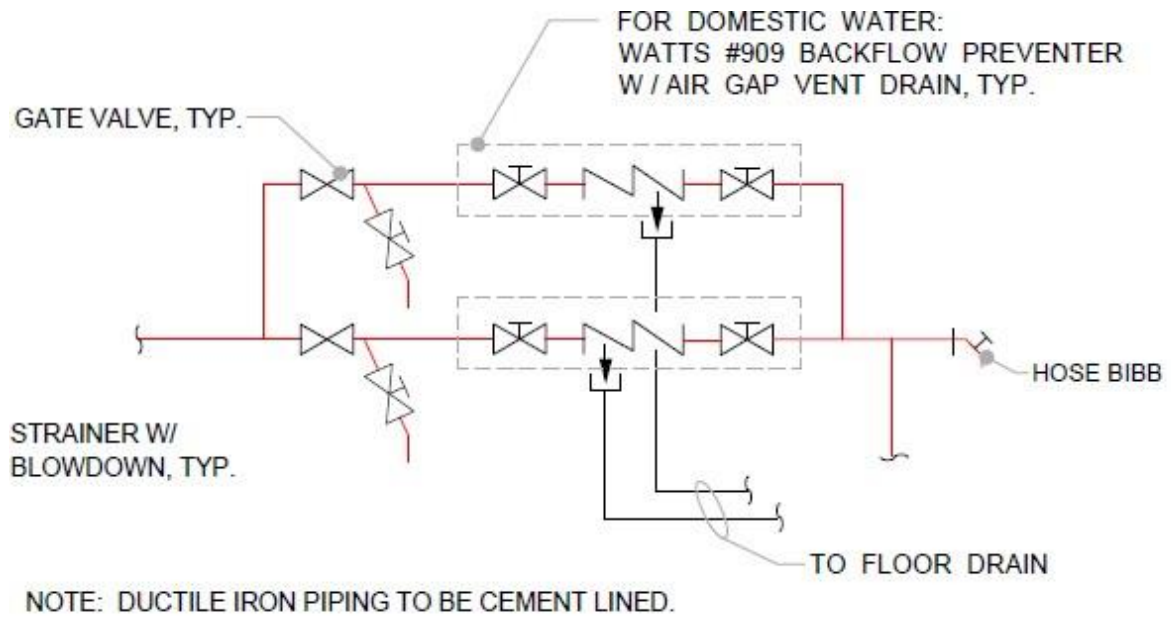 FOR DOMESTIC WATER:
WATTS #909 BACKFLOW PREVENTER
W / AIR GAP VENT DRAIN, TYP.
GATE VALVE, TYP.
HOSE BIBB
STRAINER W/
BLOWDOWN, TYP.
TO FLOOR DRAIN
NOTE: DUCTILE IRON PIPING TO BE CEMENT LINED.